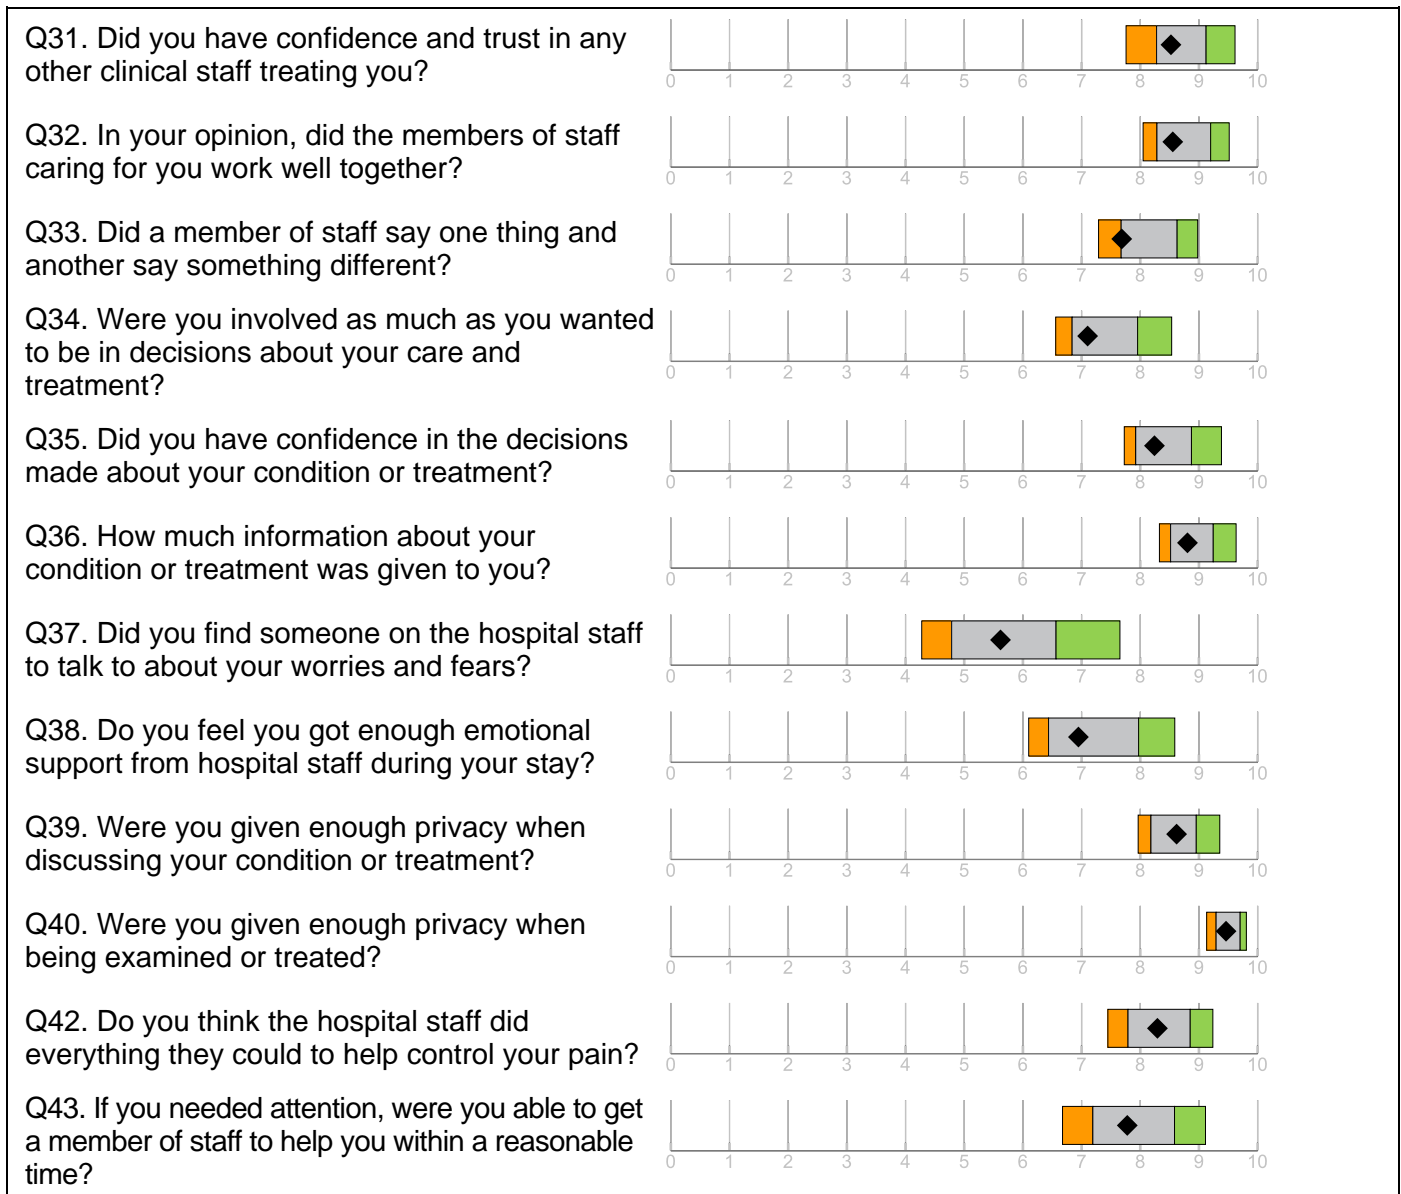 Q31. Did you have confidence and trust in any
other clinical staff treating you?
0 1 2 3 4 5 6 7 8 9 10
Q32. In your opinion, did the members of staff
caring for you work well together?
0 1 2 3 4 5 6 7 8 9 10
Q33. Did a member of staff say one thing and
another say something different?
0 1 2 3 4 5 6 7 8 9 10
Q34. Were you involved as much as you wanted
to be in decisions about your care and
treatment?
0 1 2 3 4 5 6 7 8 9 10
Q35. Did you have confidence in the decisions
made about your condition or treatment?
0 1 2 3 4 5 6 7 8 9 10
Q36. How much information about your
condition or treatment was given to you?
0 1 2 3 4 5 6 7 8 9 10
Q37. Did you find someone on the hospital staff
to talk to about your worries and fears?
0 1 2 3 4 5 6 7 8 9 10
Q38. Do you feel you got enough emotional
support from hospital staff during your stay?
0 1 2 3 4 5 6 7 8 9 10
Q39. Were you given enough privacy when
discussing your condition or treatment?
0 1 2 3 4 5 6 7 8 9 10
Q40. Were you given enough privacy when
being examined or treated?
0 1 2 3 4 5 6 7 8 9 10
Q42. Do you think the hospital staff did
everything they could to help control your pain?
0 1 2 3 4 5 6 7 8 9 10
Q43. If you needed attention, were you able to get
a member of staff to help you within a reasonable
time?
0 1 2 3 4 5 6 7 8 9 10